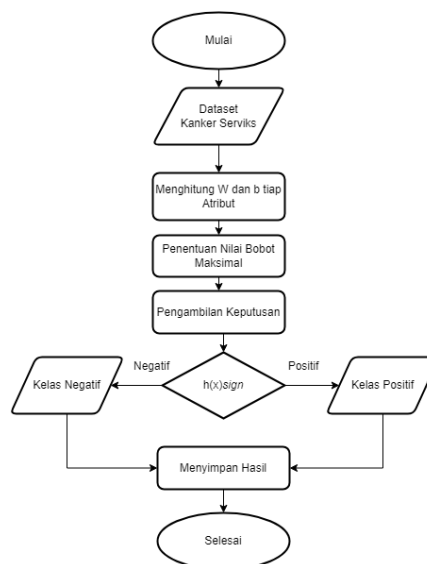 Mulai
Dataset
Kanker Serviks
Menghitung W dan b tiap
Atribut
Penentuan Nilai Bobot
Maksimal
Pengambilan Keputusan
Negatif
Positif
Kelas Negatif
h(x)sign
Kelas Positif
Menyimpan Hasil
Selesai